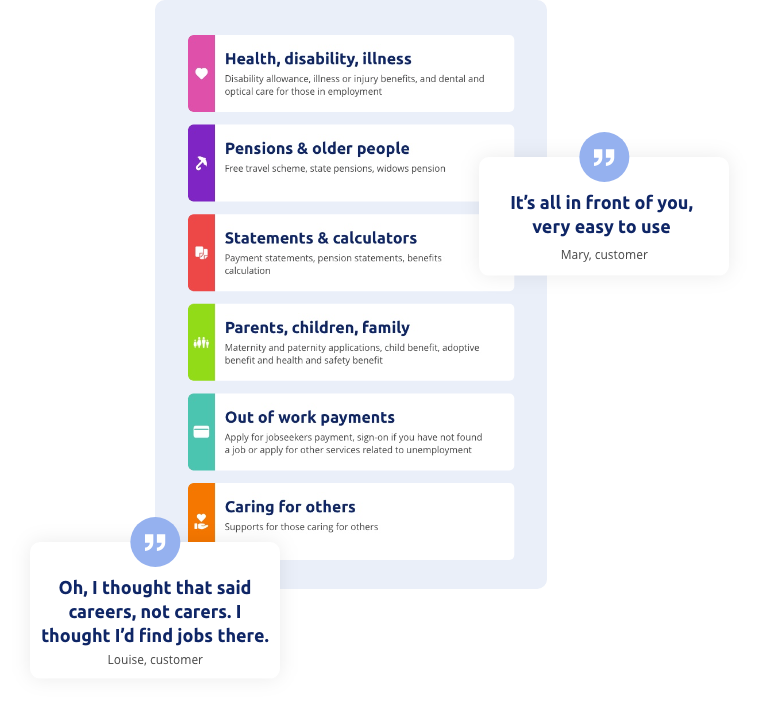 Health, disability, illness
Disability allowance, illness or injury benefits, and dental and
optical care for those in employment
Pensions & older people
Free travel scheme, state pensions, widows pension
It’s all in front of you,
very easy to use
Mary, customer
Statements & calculators
Payment statements, pension statements, benefits
calculation
Parents, children, family
Maternity and paternity applications, child benefit, adoptive
benefit and health and safety benefit
Out of work payments
Apply for jobseekers payment, sign-on if you have not found
a job or apply for other services related to unemployment
Caring for others
Supports for those caring for others
Oh, I thought that said
careers, not carers. I
thought I’d find jobs there.
Louise, customer